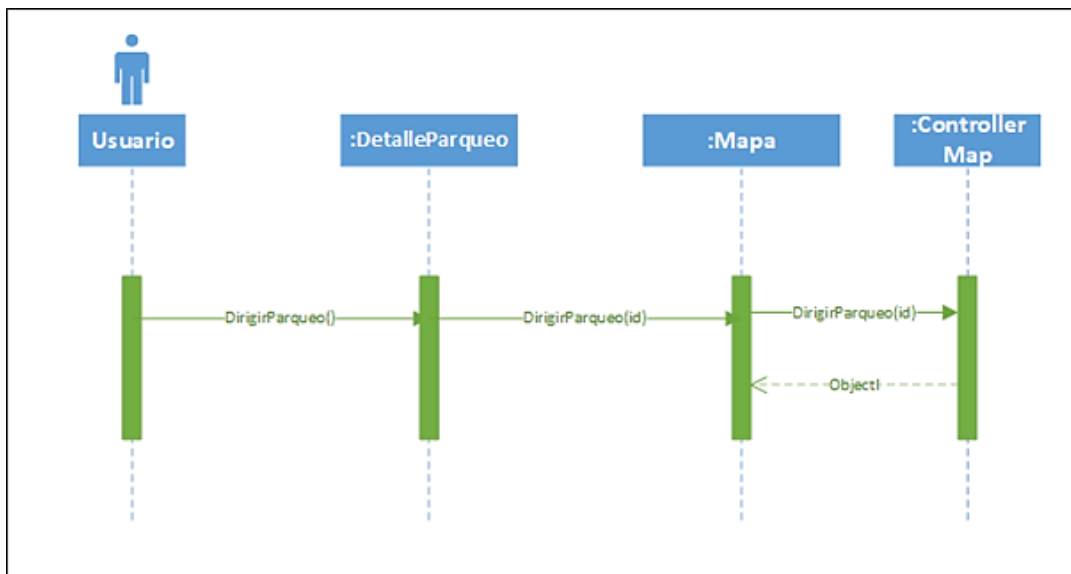 Usuario
:DetalleParqueo
:Mapa
:Controller
Map
DirigirParqueo()
DirigirParqueo(id)
DirigirParqueo(id)
ObjectI